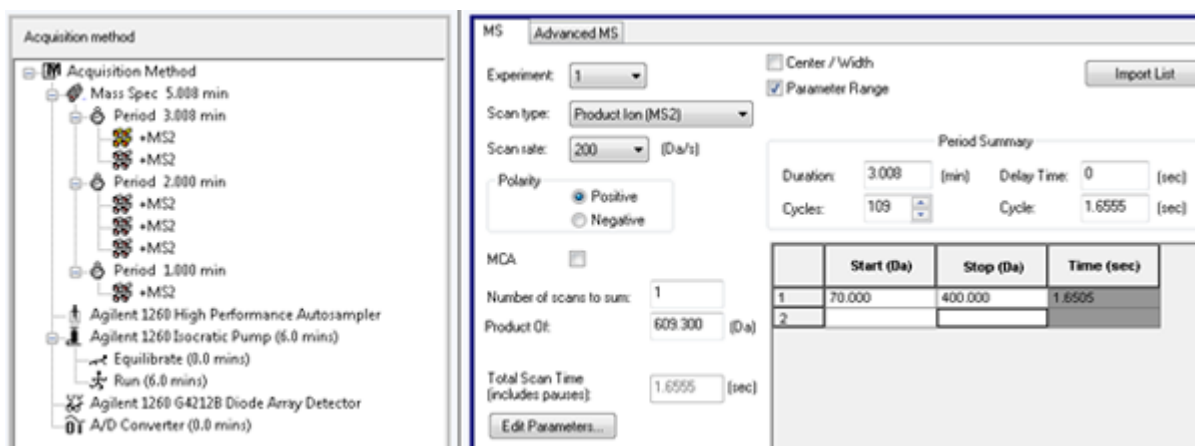 Acquisition method
Acquisition Method
Mass Spec 5.008 min
Period 3.008 min
+MS2
+MS2
Period 2.000 min
+MS2
+MS2
+MS2
Period 1.000 min
+MS2
Agilent 1260 High Performance Autosampler
Agilent 1260 Isocratic Pump (6.0 mins)
Equilibrate (0.0 mins)
Run (6.0 mins)
Agilent 1260 G4212B Diode Array Detector
A/D Converter (0.0 mins)
MS Advanced MS
Experiment: 1
Scan type: Product Ion (MS2)
Scan rate: 200 (Da/s)
Polarity
Positive
Negative
MCA
Number of scans to sum: 1
Product Of: 609.300 (Da)
Total Scan Time
(includes pauses): 1.6555 (sec)
Edit Parameters...
Center / Width
Parameter Range
Import List
Period Summary
Duration: 3.008 (min) Delay Time: 0 (sec)
Cycles: 109 Cycle: 1.6555 (sec)
Start (Da) Stop (Da) Time (sec)
1 70.000 400.000 1.6505
2